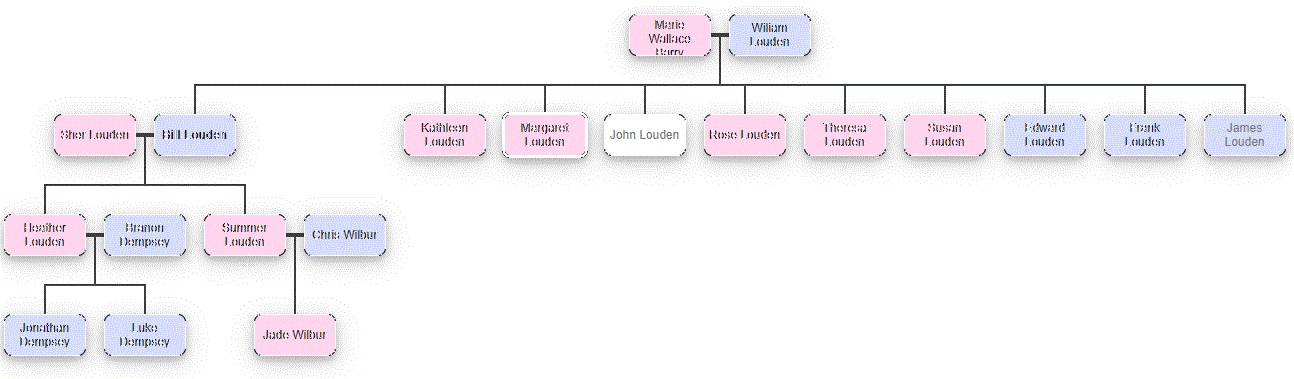 Marie
Wallace
Barry
William
Louden
Sher Louden
Bill Louden
Kathleen
Louden
Margaret
Louden
John Louden
Rose Louden
Theresa
Louden
Susan
Louden
Edward
Louden
Frank
Louden
James
Louden
Heather
Louden
Branon
Dempsey
Summer
Louden
Chris Wilbur
Jonathan
Dempsey
Luke
Dempsey
Jade Wilbur